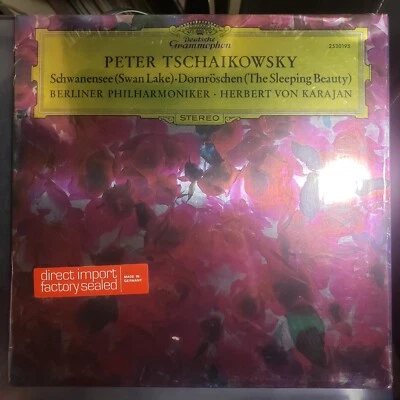 Deutsche
Grammophon
2530195
PETER TSCHAIKOWSKY
Schwanensee (Swan Lake)-Dornröschen (The Sleeping Beauty)
BERLINER PHILHARMONIKER - HERBERT VON KARAJAN
STEREO
direct import
factory sealed
MADE IN
GERMANY